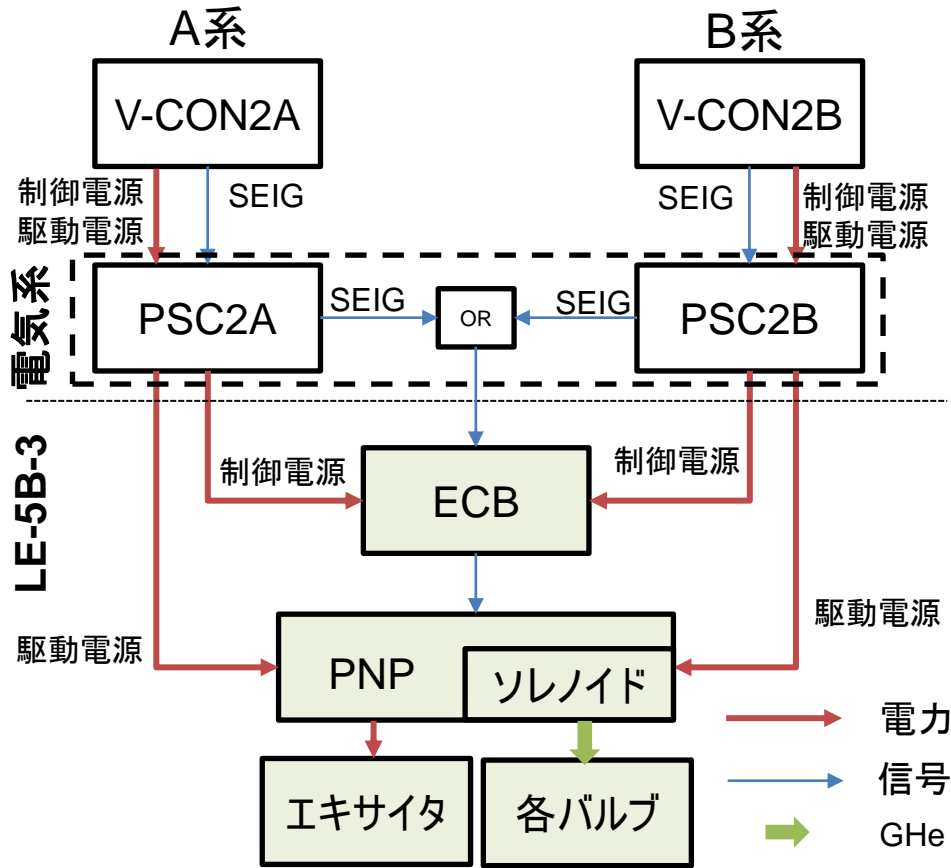 A系
B系
V-CON2A
V-CON2B
制御電源
駆動電源
SEIG
SEIG
制御電源
駆動電源
電気系
PSC2A
SEIG
OR
SEIG
PSC2B
LE-5B-3
制御電源
ECB
制御電源
駆動電源
PNP
ソレノイド
駆動電源
エキサイタ
各バルブ
電力
信号
GHe